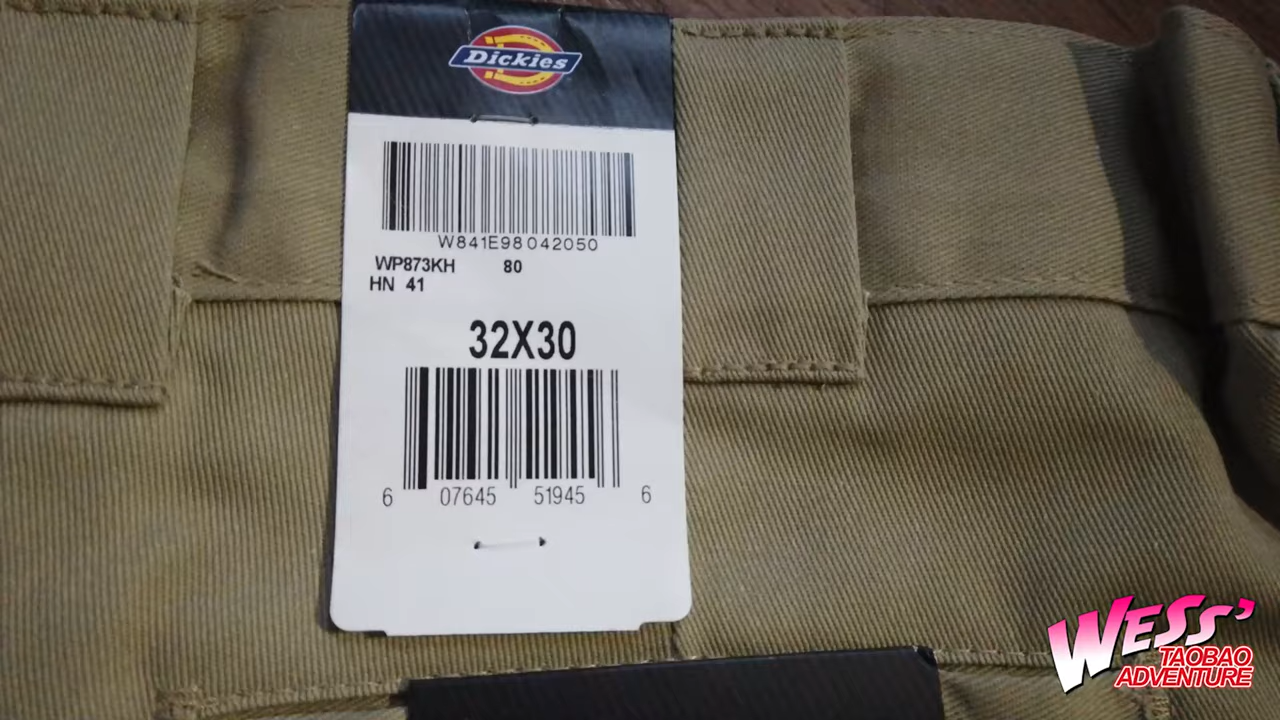 Dickies
W841E98042050
WP873KH 80
HN 41
32X30
6 07645 51945 6
WESS'
TAOBAO
ADVENTURE